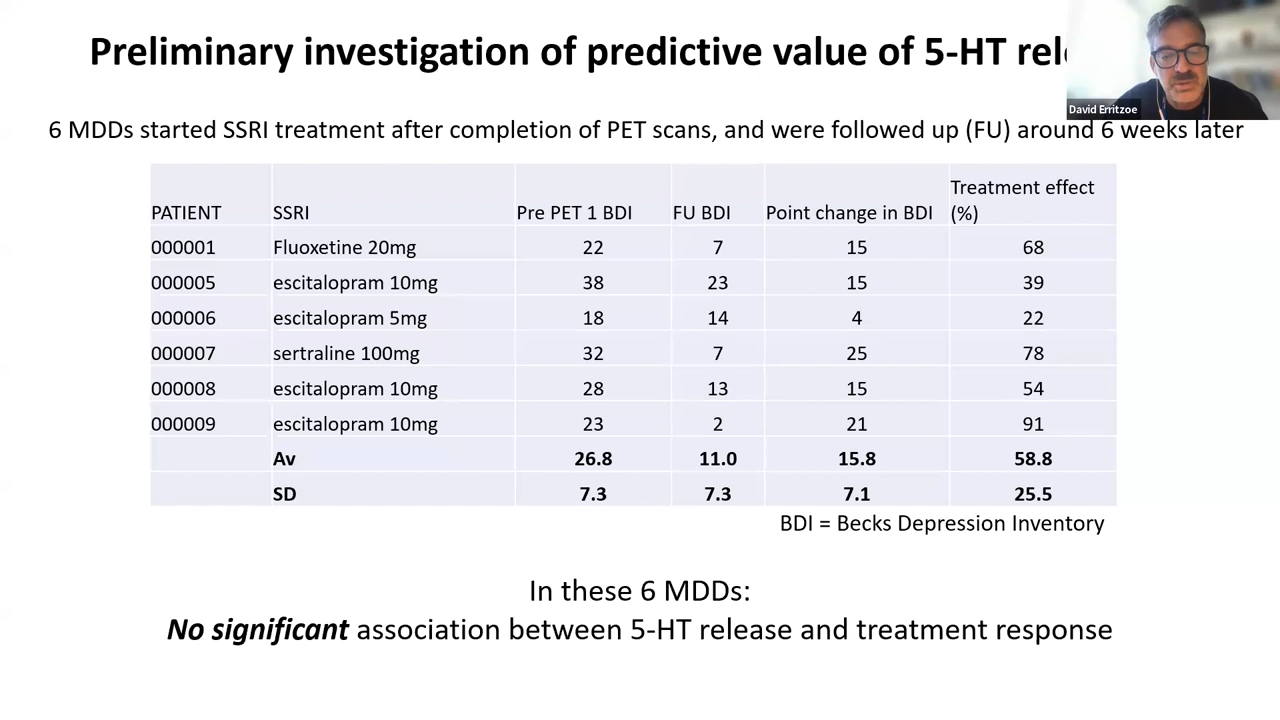 Preliminary investigation of predictive value of 5-HT
David Erritzoe
6 MDDs started SSRI treatment after completion of PET scans, and were followed up (FU) around 6 weeks later
PATIENT SSRI Pre PET 1 BDI FU BDI Point change in BDI Treatment effect (%)
000001 Fluoxetine 20mg 22 7 15 68
000005 escitalopram 10mg 38 23 15 39
000006 escitalopram 5mg 18 14 4 22
000007 sertraline 100mg 32 7 25 78
000008 escitalopram 10mg 28 13 15 54
000009 escitalopram 10mg 23 2 21 91
Av 26.8 11.0 15.8 58.8
SD 7.3 7.3 7.1 25.5
BDI = Becks Depression Inventory
In these 6 MDDs:
No significant association between 5-HT release and treatment response